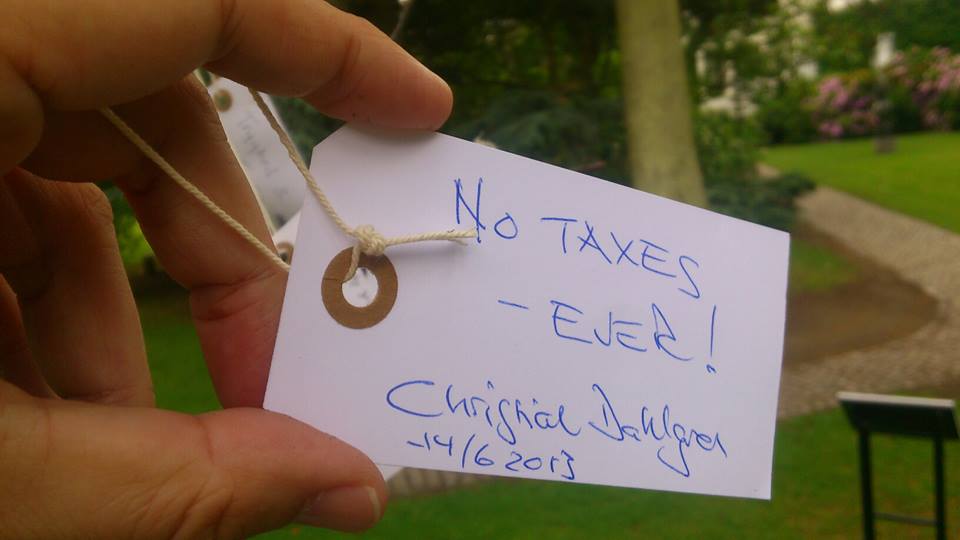 No TAXES
- EVER!
Christian Dahlgren
-14/6 2013